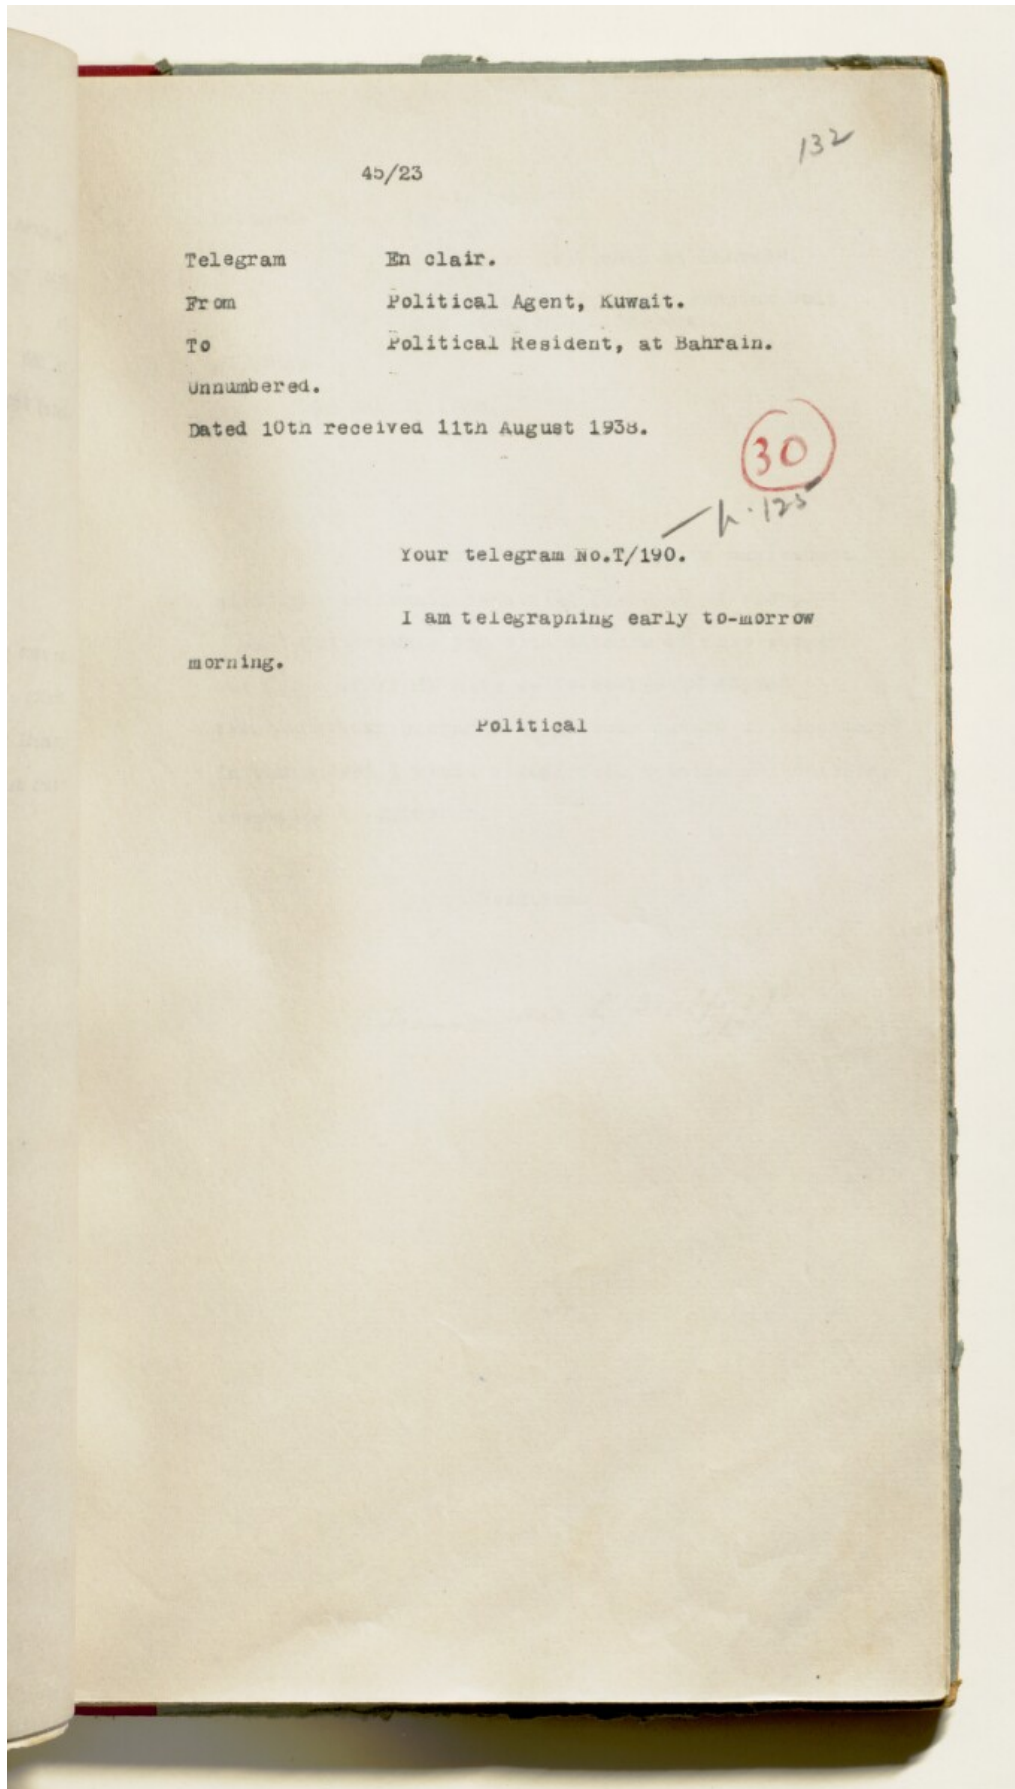 132
45/23
Telegram En clair.
From Political Agent, Kuwait.
To Political Resident, at Bahrain.
Unnumbered.
Dated 10th received 11th August 1938.
30
p.125
Your telegram No.T/190.
I am telegraphing early to-morrow
morning.
Political